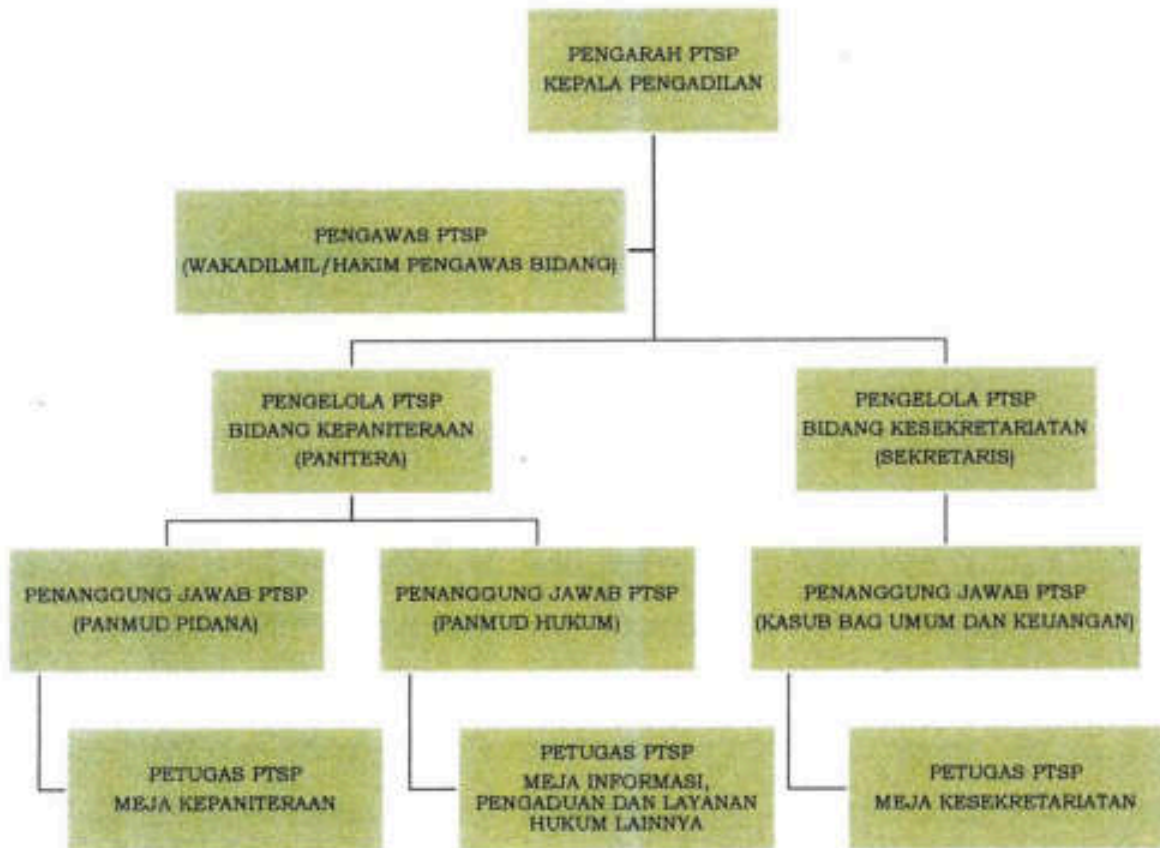 PENGARAH PTSP
KEPALA PENGADILAN
PENGAWAS PTSP
(WAKADILMIL/HAKIM PENGAWAS BIDANG)
PENGELOLA PTSP
BIDANG KEPANITERAAN
(PANITERA)
PENGELOLA PTSP
BIDANG KESEKRETARIATAN
(SEKRETARIS)
PENANGGUNG JAWAB PTSP
(PANMUD PIDANA)
PENANGGUNG JAWAB PTSP
(PANMUD HUKUM)
PENANGGUNG JAWAB PTSP
(KASUB BAG UMUM DAN KEUANGAN)
PETUGAS PTSP
MEJA KEPANITERAAN
PETUGAS PTSP
MEJA INFORMASI,
PENGADUAN DAN LAYANAN
HUKUM LAINNYA
PETUGAS PTSP
MEJA KESEKRETARIATAN